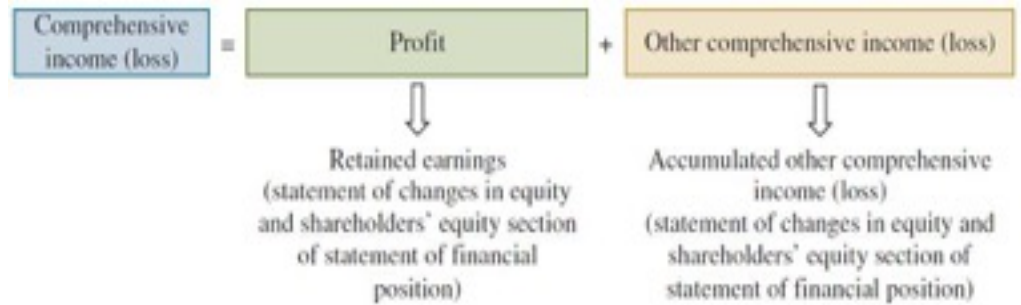 Comprehensive
income (loss)
=
Profit
+
Other comprehensive income (loss)
Retained earnings
(statement of changes in equity
and shareholders' equity section
of statement of financial
position)
Accumulated other comprehensive
income (loss)
(statement of changes in equity and
shareholders' equity section of
statement of financial position)